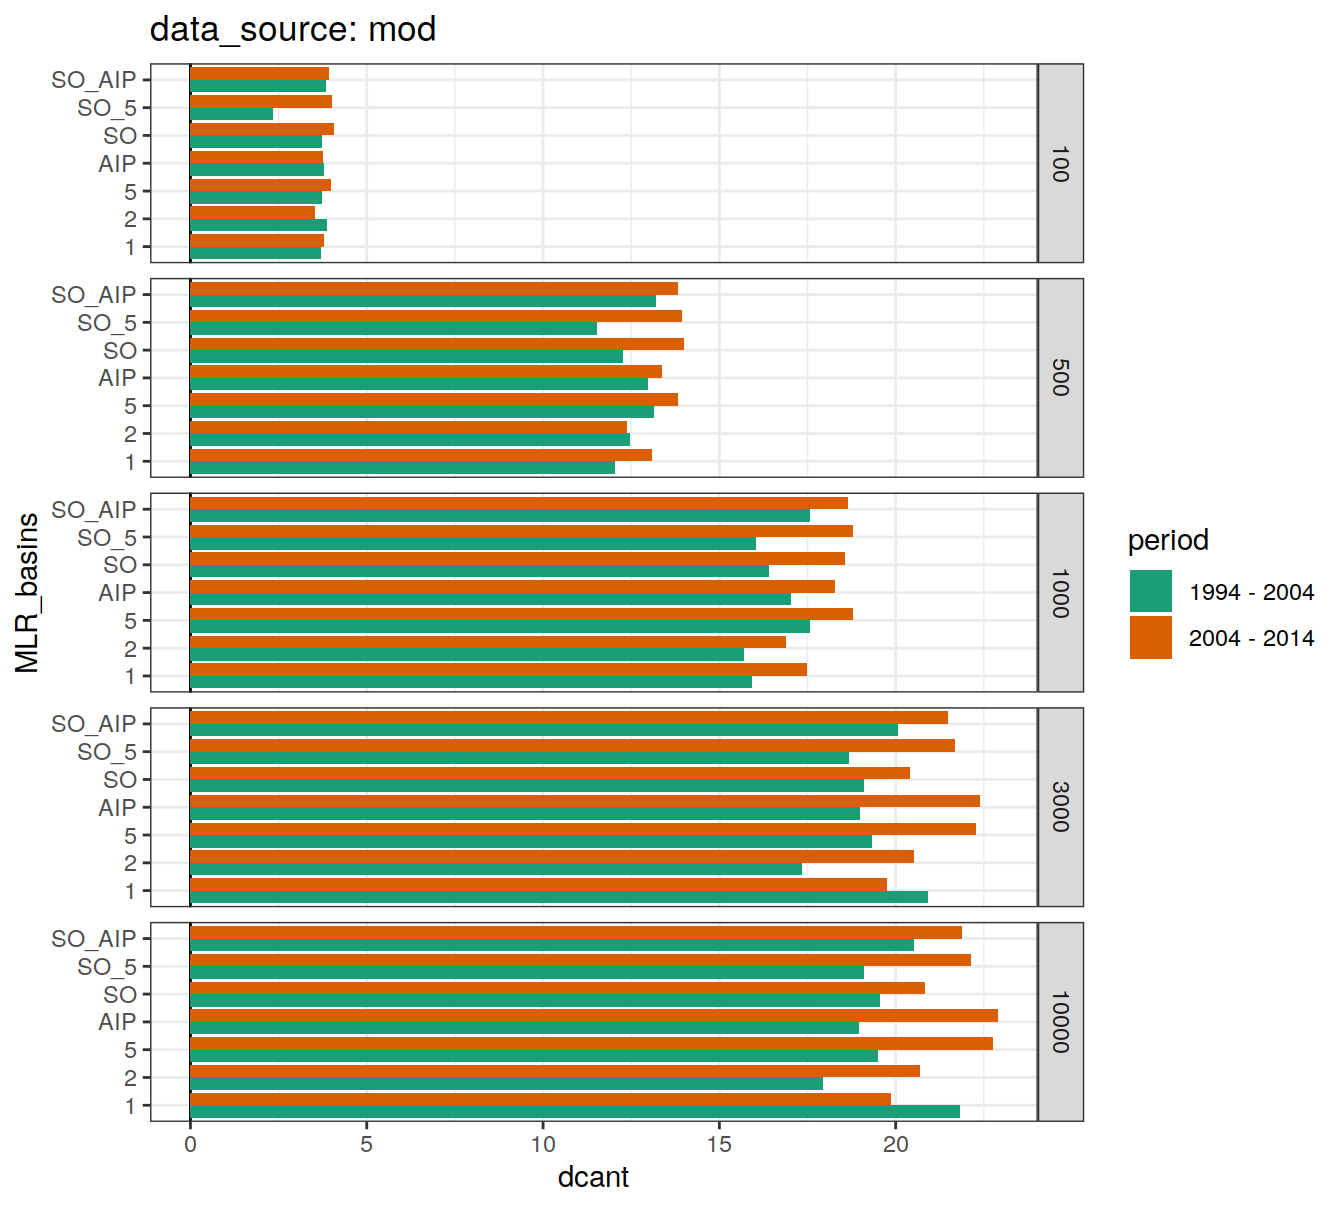 data_source: mod
SO_AIP
SO_5
SO
AIP
5
2
1
100
SO_AIP
SO_5
SO
AIP
5
2
1
500
SO_AIP
SO_5
SO
AIP
5
2
1
1000
SO_AIP
SO_5
SO
AIP
5
2
1
3000
SO_AIP
SO_5
SO
AIP
5
2
1
10000
0 5 10 15 20
dcant
MLR_basins
period
1994 - 2004
2004 - 2014